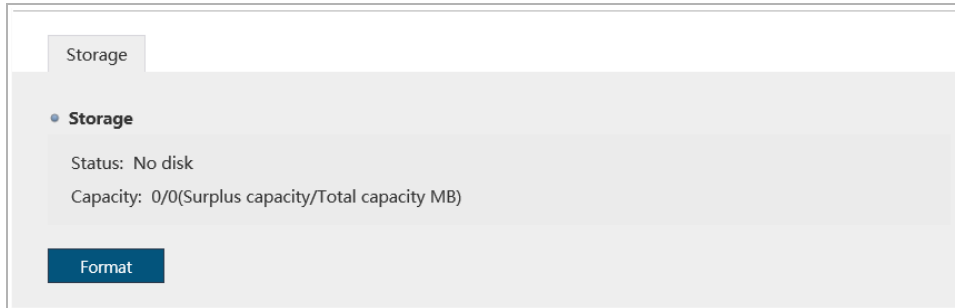 Storage
Storage
Status: No disk
Capacity: 0/0(Surplus capacity/Total capacity MB)
Format